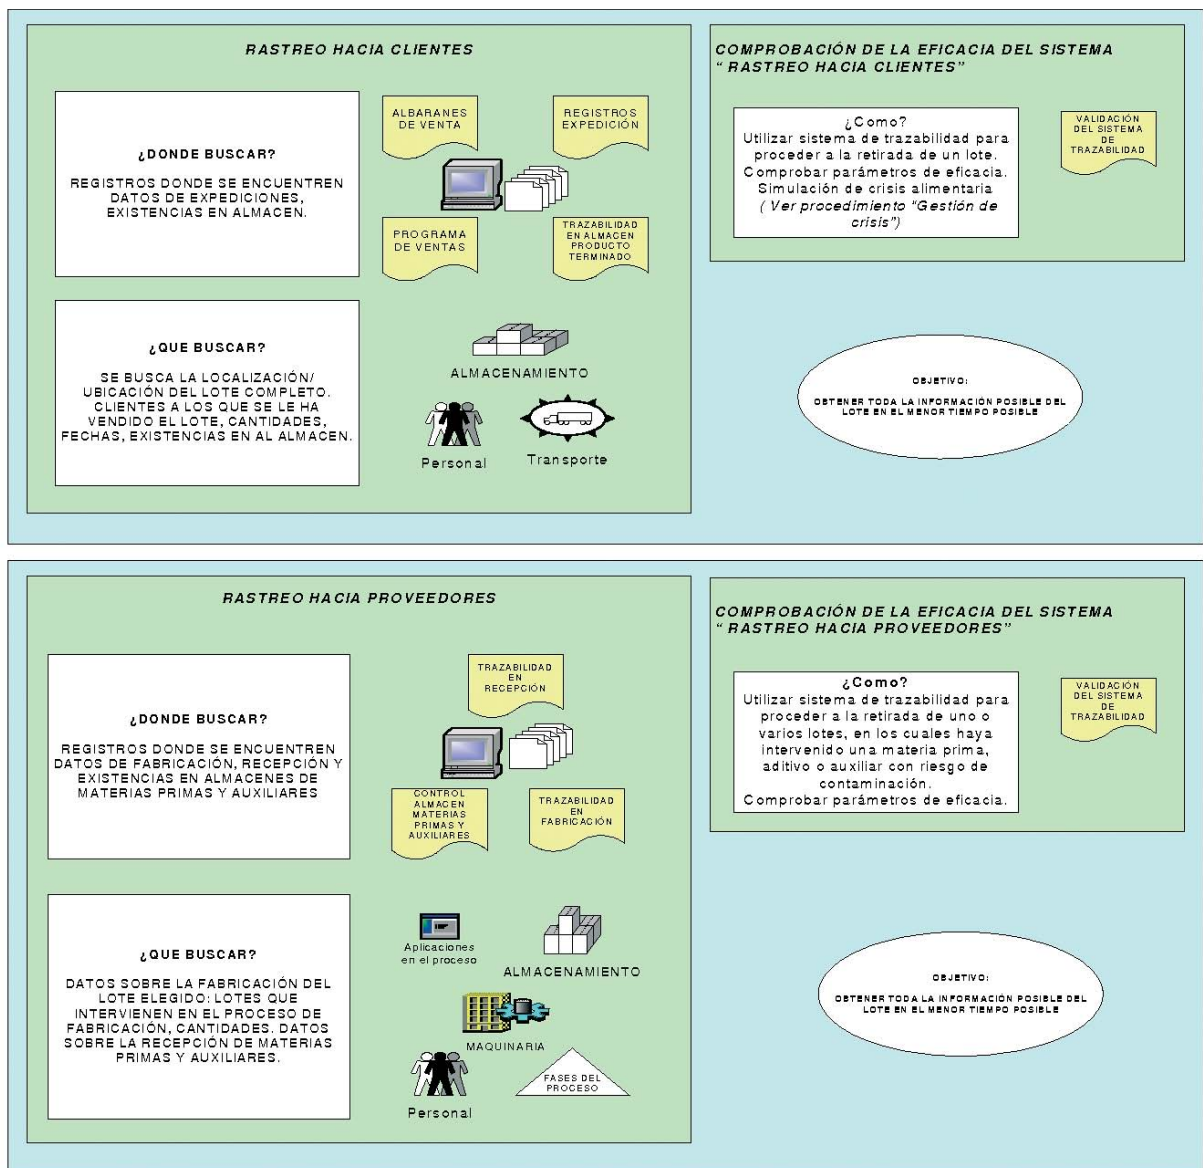 RASTREO HACIA CLIENTES
¿DONDE BUSCAR?
REGISTROS DONDE SE ENCUENTREN
DATOS DE EXPEDICIONES,
EXISTENCIAS EN ALMACEN.
ALBARANES
DE VENTA
REGISTROS
EXPEDICIÓN
PROGRAMA
DE VENTAS
TRAZABILIDAD
EN ALMACEN
PRODUCTO
TERMINADO
¿QUE BUSCAR?
SE BUSCA LA LOCALIZACIÓN/
UBICACIÓN DEL LOTE COMPLETO.
CLIENTES A LOS QUE SE LE HA
VENDIDO EL LOTE, CANTIDADES,
FECHAS, EXISTENCIAS EN AL ALMACEN.
ALMACENAMIENTO
Personal
Transporte
COMPROBACIÓN DE LA EFICACIA DEL SISTEMA
“ RASTREO HACIA CLIENTES”
¿Como?
Utilizar sistema de trazabilidad para
proceder a la retirada de un lote.
Comprobar parámetros de eficacia.
Simulación de crisis alimentaria
( Ver procedimiento “Gestión de
crisis”)
VALIDACIÓN
DEL SISTEMA
DE
TRAZABILIDAD
OBJETIVO:
OBTENER TODA LA INFORMACIÓN POSIBLE DEL
LOTE EN EL MENOR TIEMPO POSIBLE
RASTREO HACIA PROVEEDORES
¿DONDE BUSCAR?
REGISTROS DONDE SE ENCUENTREN
DATOS DE FABRICACIÓN, RECEPCIÓN Y
EXISTENCIAS EN ALMACENES DE
MATERIAS PRIMAS Y AUXILIARES
TRAZABILIDAD
EN
RECEPCIÓN
CONTROL
ALMACEN
MATERIAS
PRIMAS Y
AUXILIARES
TRAZABILIDAD
EN
FABRICACIÓN
¿QUE BUSCAR?
DATOS SOBRE LA FABRICACIÓN DEL
LOTE ELEGIDO: LOTES QUE
INTERVIENEN EN EL PROCESO DE
FABRICACIÓN, CANTIDADES. DATOS
SOBRE LA RECEPCIÓN DE MATERIAS
PRIMAS Y AUXILIARES.
Aplicaciones
en el proceso
ALMACENAMIENTO
MAQUINARIA
Personal
FASES DEL
PROCESO
COMPROBACIÓN DE LA EFICACIA DEL SISTEMA
“ RASTREO HACIA PROVEEDORES”
¿Como?
Utilizar sistema de trazabilidad para
proceder a la retirada de uno o
varios lotes, en los cuales haya
intervenido una materia prima,
aditivo o auxiliar con riesgo de
contaminación.
Comprobar parámetros de eficacia.
VALIDACIÓN
DEL SISTEMA
DE
TRAZABILIDAD
OBJETIVO:
OBTENER TODA LA INFORMACIÓN POSIBLE DEL
LOTE EN EL MENOR TIEMPO POSIBLE